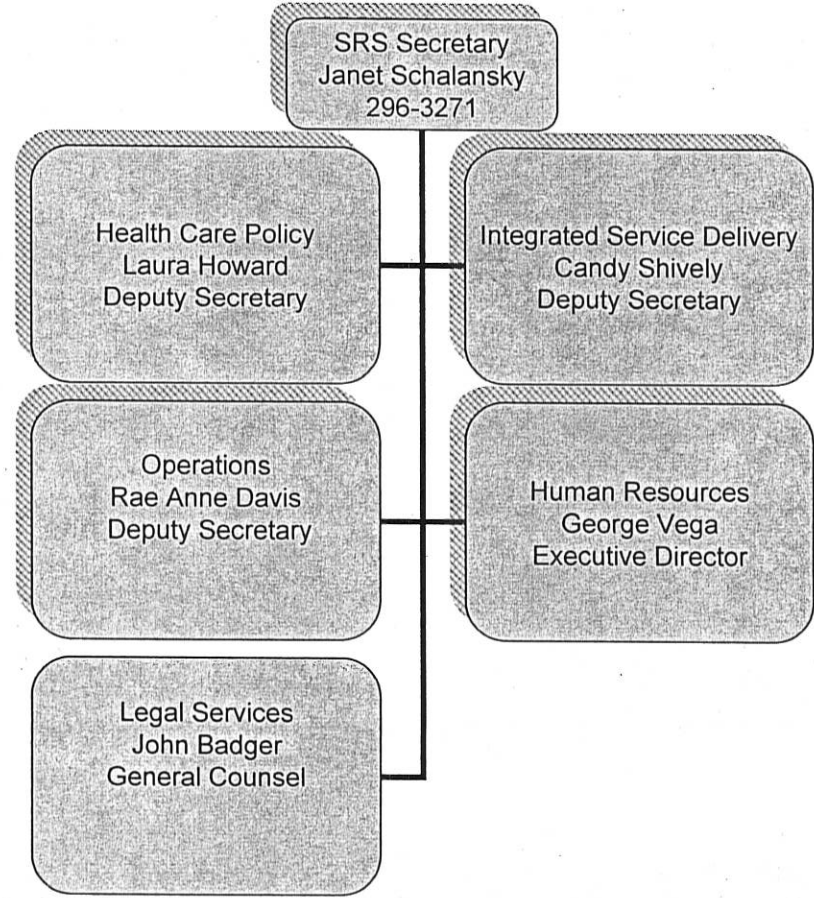 SRS Secretary
Janet Schalansky
296-3271
Health Care Policy
Laura Howard
Deputy Secretary
Integrated Service Delivery
Candy Shively
Deputy Secretary
Operations
Rae Anne Davis
Deputy Secretary
Human Resources
George Vega
Executive Director
Legal Services
John Badger
General Counsel